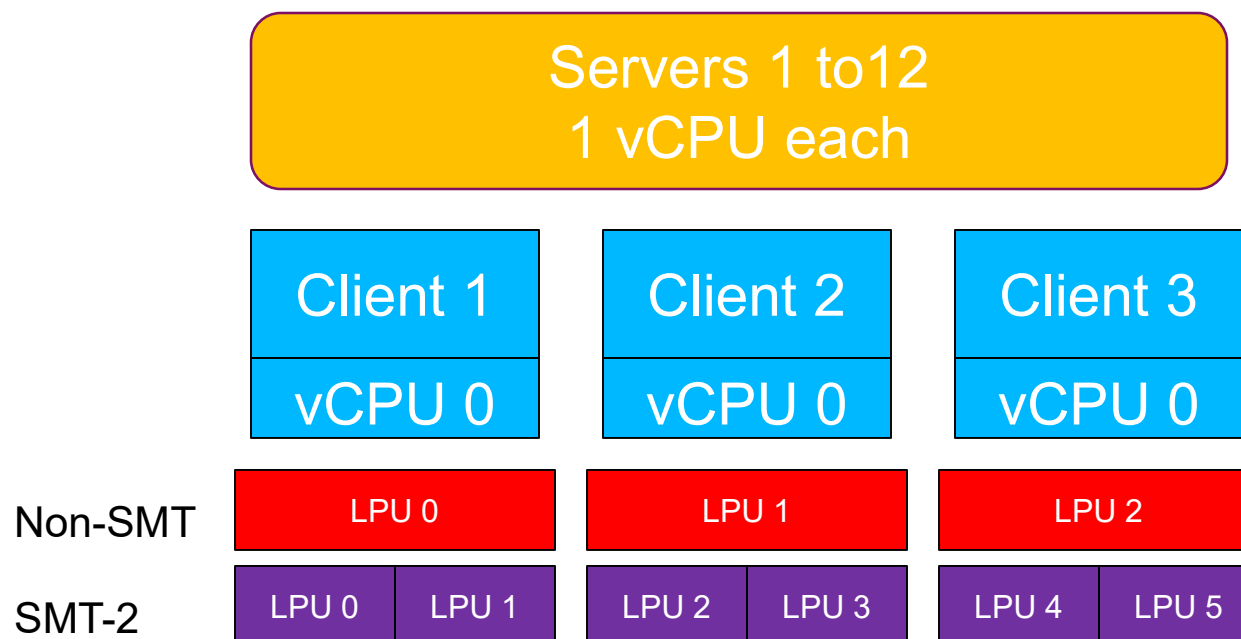 Servers 1 to12
1 vCPU each
Client 1 Client 2 Client 3
vCPU 0 vCPU 0 vCPU 0
Non-SMT LPU 0 LPU 1 LPU 2
SMT-2 LPU 0 LPU 1 LPU 2 LPU 3 LPU 4 LPU 5